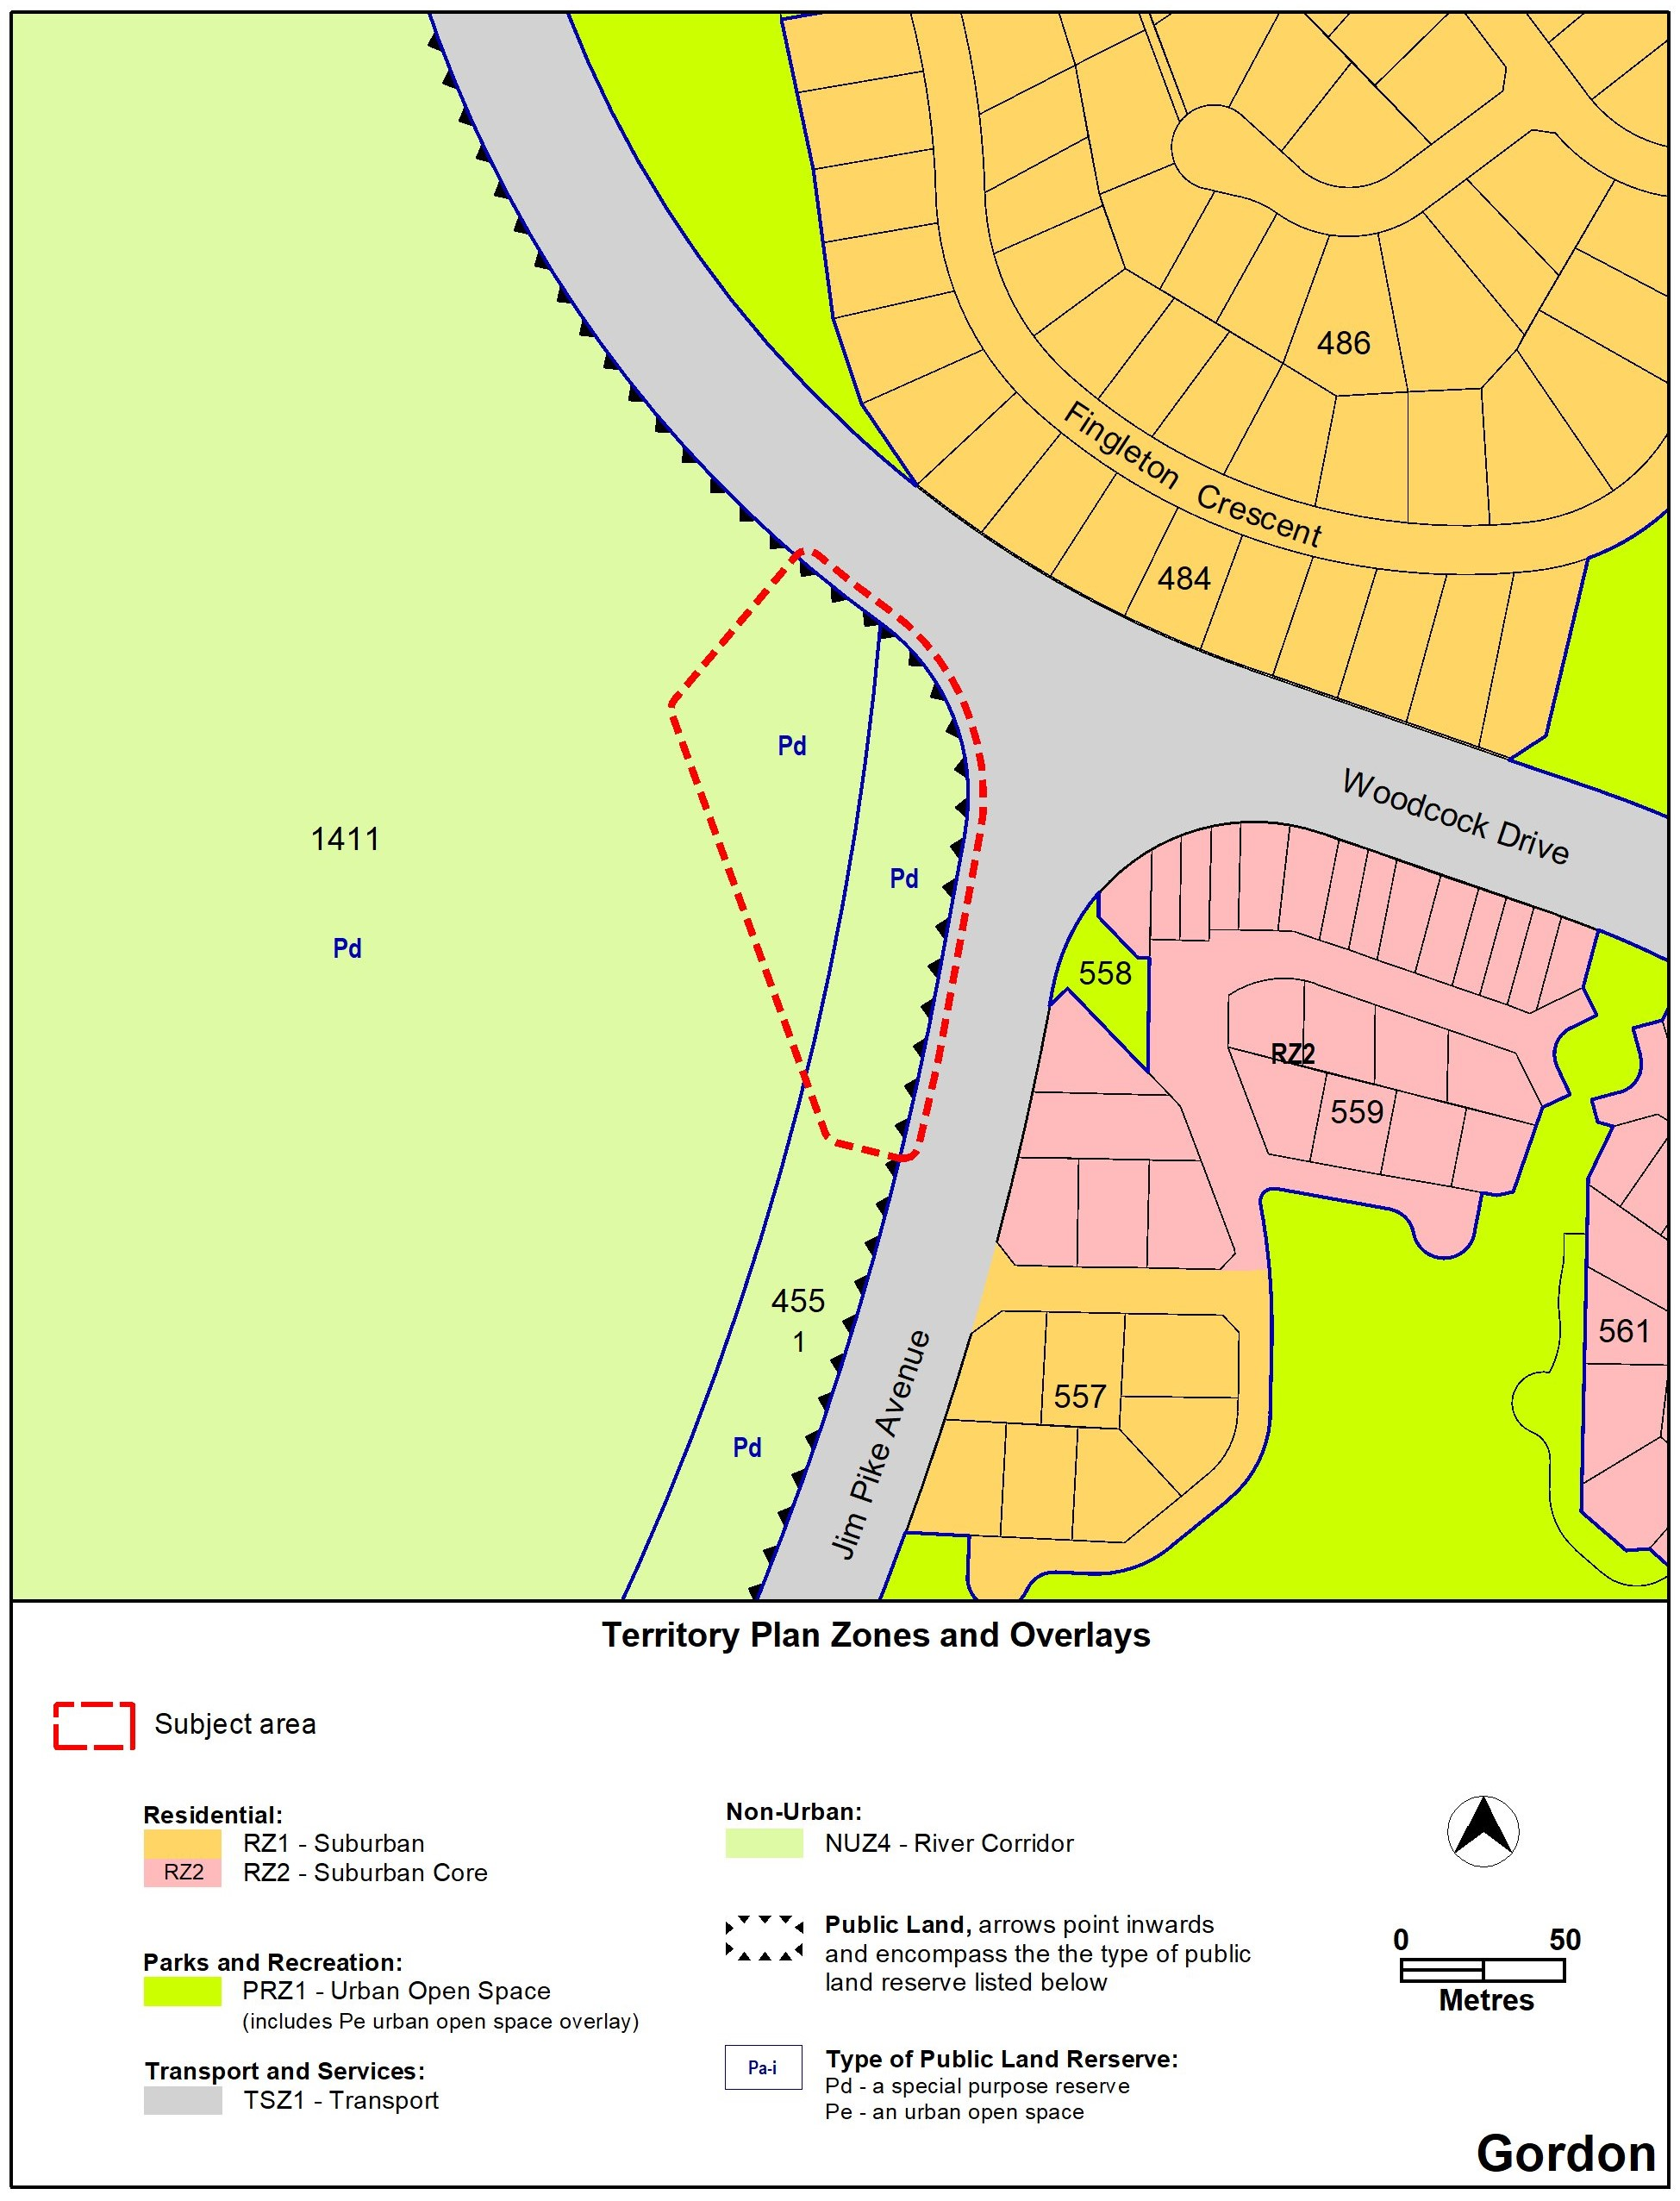 486
Fingleton Crescent
484
Pd
Woodcock Drive
1411
Pd
Pd
558
RZ2
559
455
1
561
557
Pd
Jim Pike Avenue
Territory Plan Zones and Overlays
Subject area
Residential:
RZ1 - Suburban
RZ2 RZ2 - Suburban Core
Parks and Recreation:
PRZ1 - Urban Open Space
(includes Pe urban open space overlay)
Transport and Services:
TSZ1 - Transport
Non-Urban:
NUZ4 - River Corridor
Public Land, arrows point inwards
and encompass the the type of public
land reserve listed below
Pa-i Type of Public Land Rerserve:
Pd - a special purpose reserve
Pe - an urban open space
0 50
Metres
Gordon